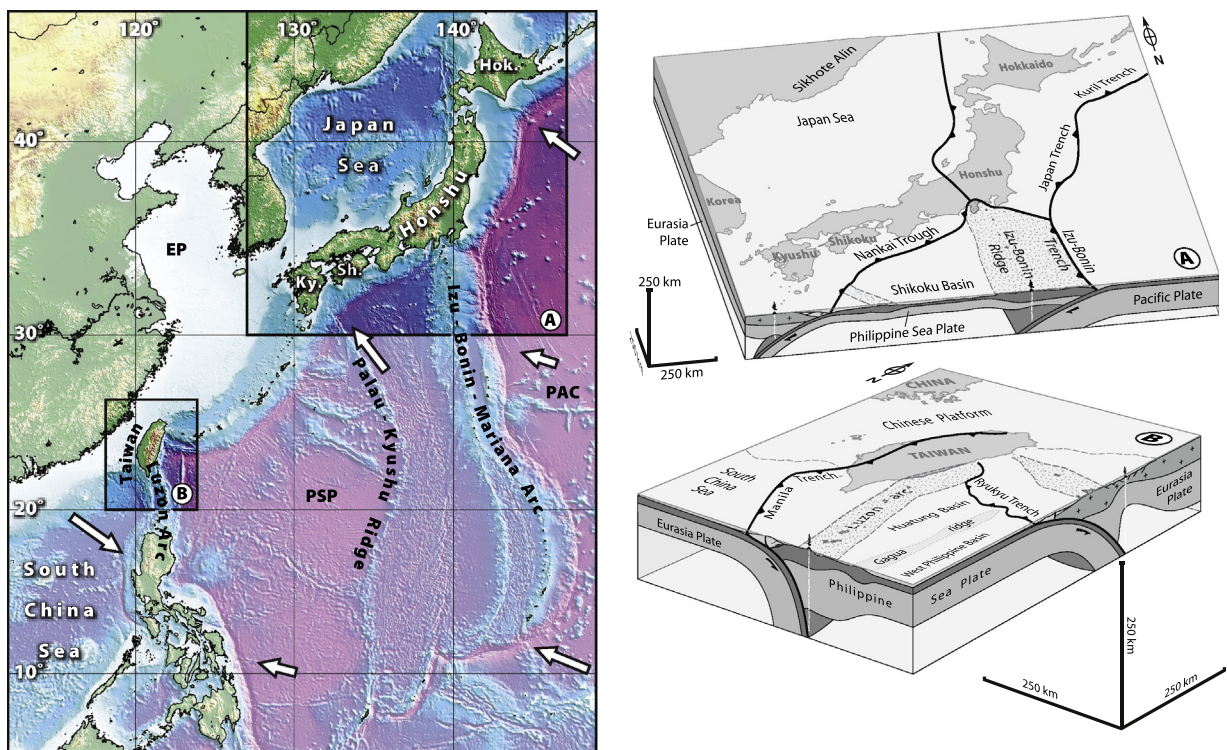 120°
130°
140°
Hok.
Japan
Sea
40°
Honshu
EP
Sh.
Ky.
A
30°
Izu - Bonin - Mariana Arc
Palau - Kyushu Ridge
PAC
Taiwan
Luzon Arc
B
PSP
20°
South
China
Sea
10°
Sikhote Alin
Hokkaido
N
Japan Sea
Kuril Trench
Honshu
Japan Trench
Korea
Eurasia
Plate
Shikoku
Kyushu
Nankai Trough
Izu-Bonin
Ridge
Izu-Bonin
Trench
A
Shikoku Basin
250 km
Pacific Plate
Philippine Sea Plate
250 km
N
CHINA
B
Chinese Platform
TAIWAN
South
China
Sea
Manila Trench
Luzon arc
Ryukyu Trench
Huatung Basin
Gagua ridge
West Philippine Basin
Eurasia Plate
Eurasia
Plate
Philippine Sea Plate
250 km
250 km
250 km